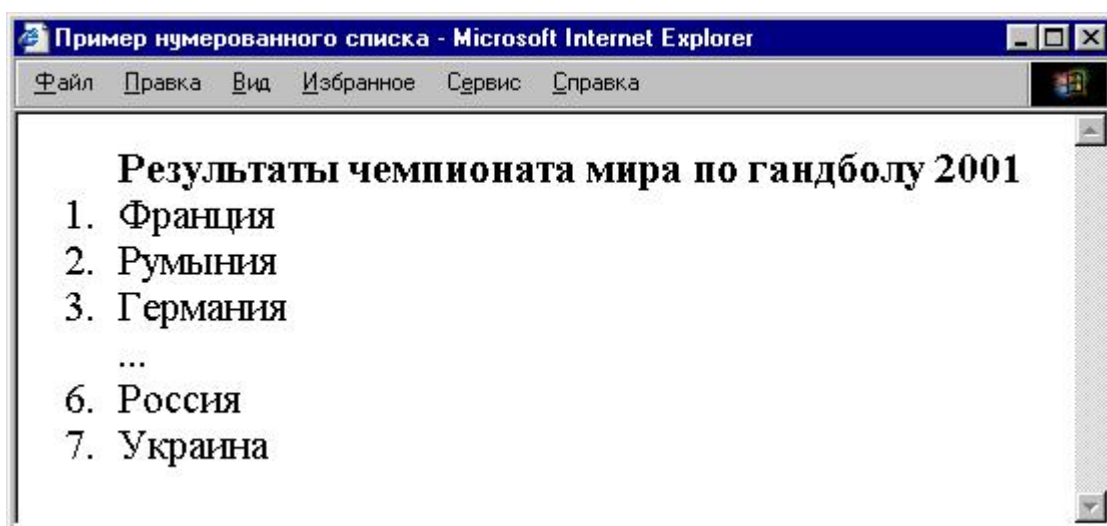 Пример нумерованного списка - Microsoft Internet Explorer
Файл Правка Вид Избранное Сервис Справка
Результаты чемпионата мира по гандболу 2001
1. Франция
2. Румыния
3. Германия
...
6. Россия
7. Украина